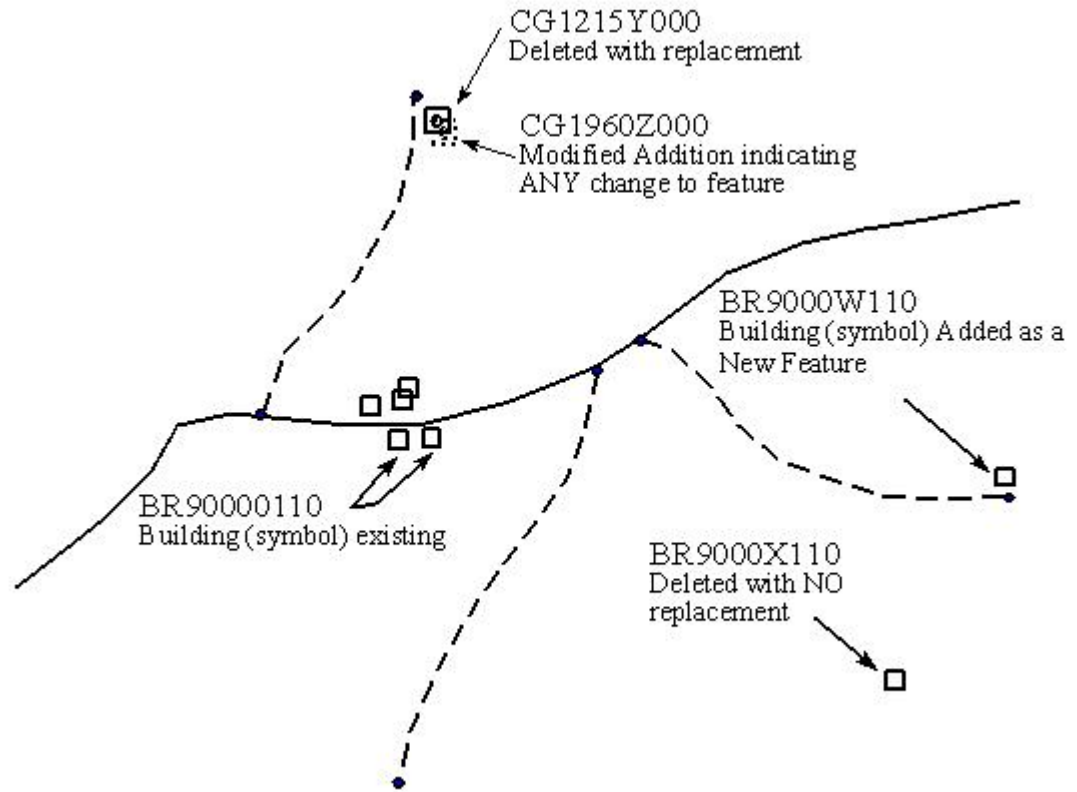 CG1215Y000
Deleted with replacement
CG1960Z000
Modified Addition indicating
ANY change to feature
BR9000W110
Building (symbol) Added as a
New Feature
BR90000110
Building (symbol) existing
BR9000X110
Deleted with NO
replacement